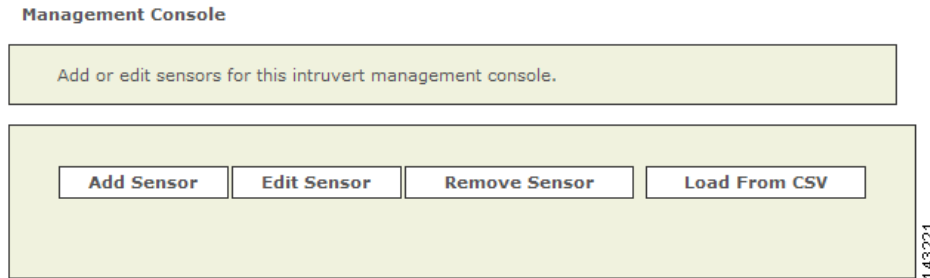 Management Console
Add or edit sensors for this intruvert management console.
Add Sensor Edit Sensor Remove Sensor Load From CSV
143221